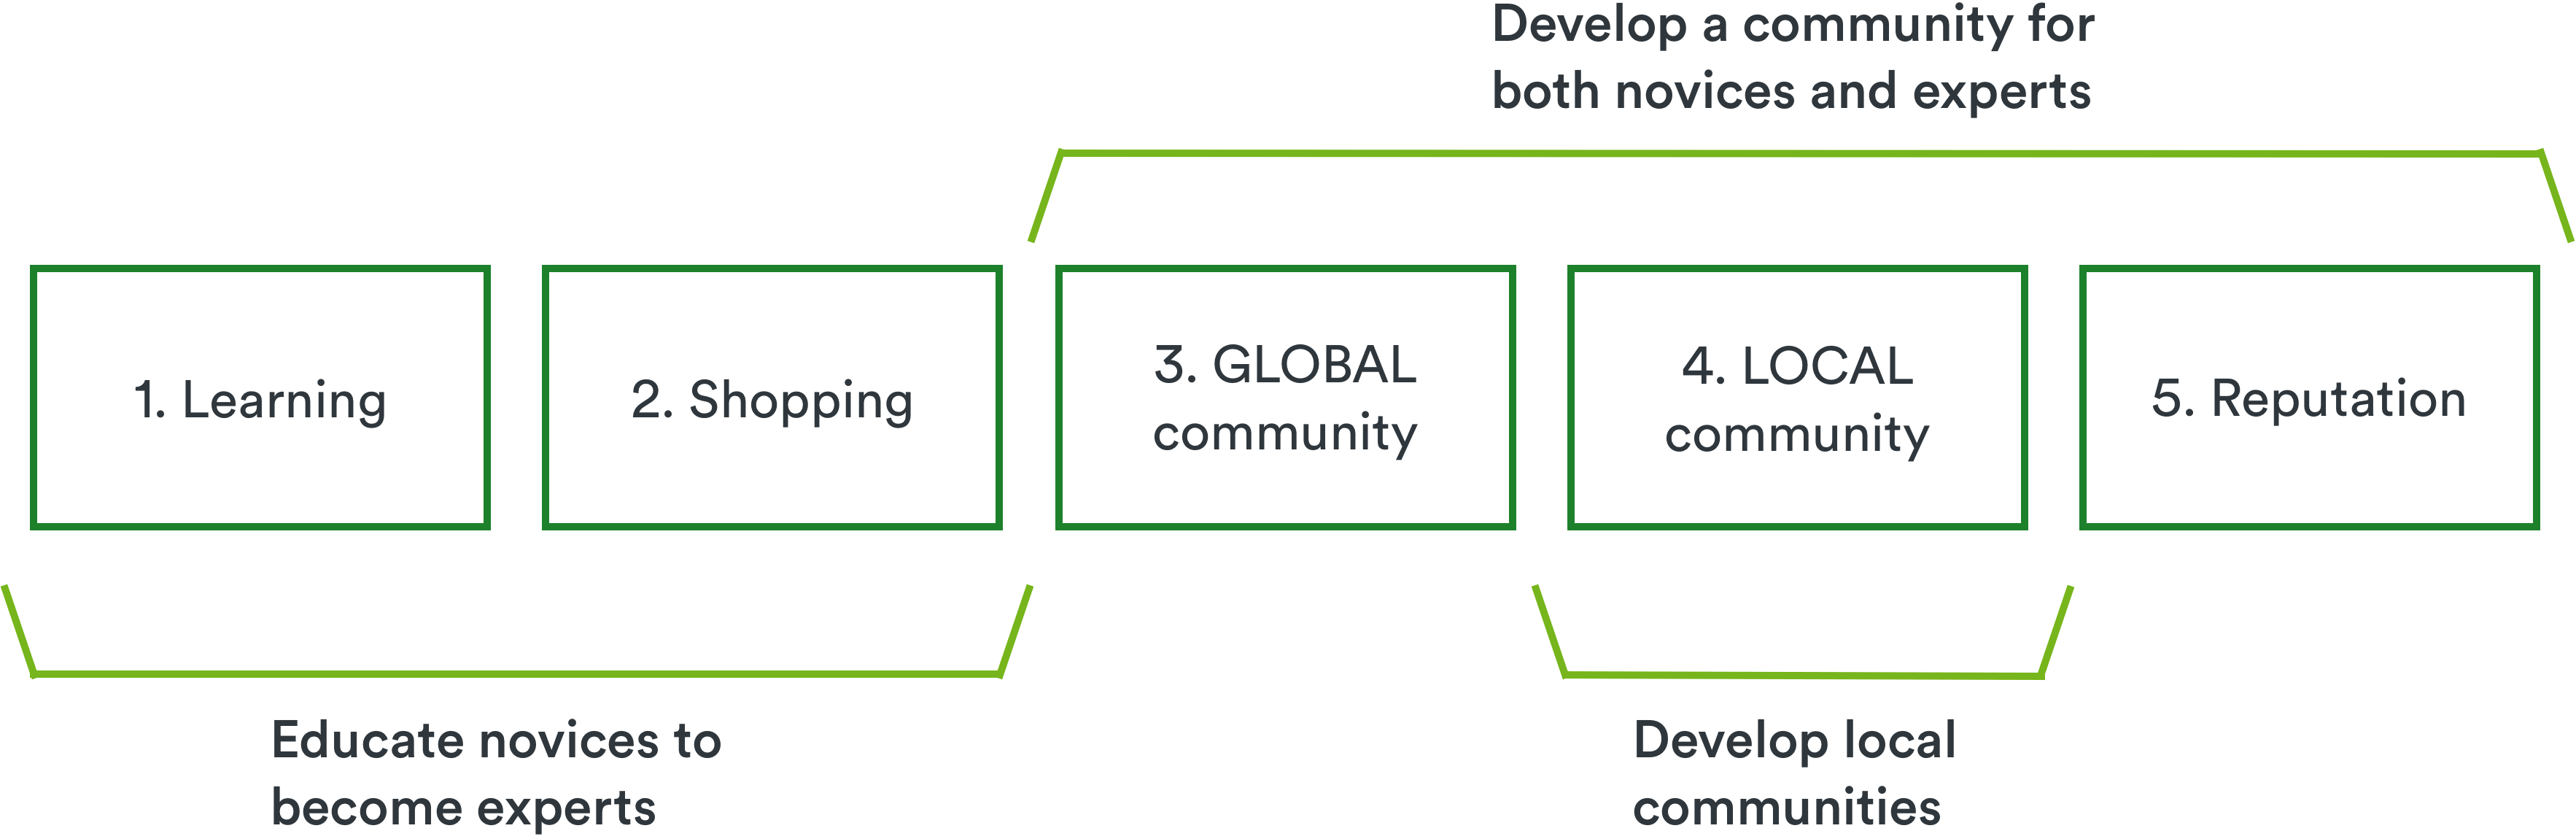 Develop a community for
both novices and experts
1. Learning
2. Shopping
3. GLOBAL
community
4. LOCAL
community
5. Reputation
Educate novices to
become experts
Develop local
communities